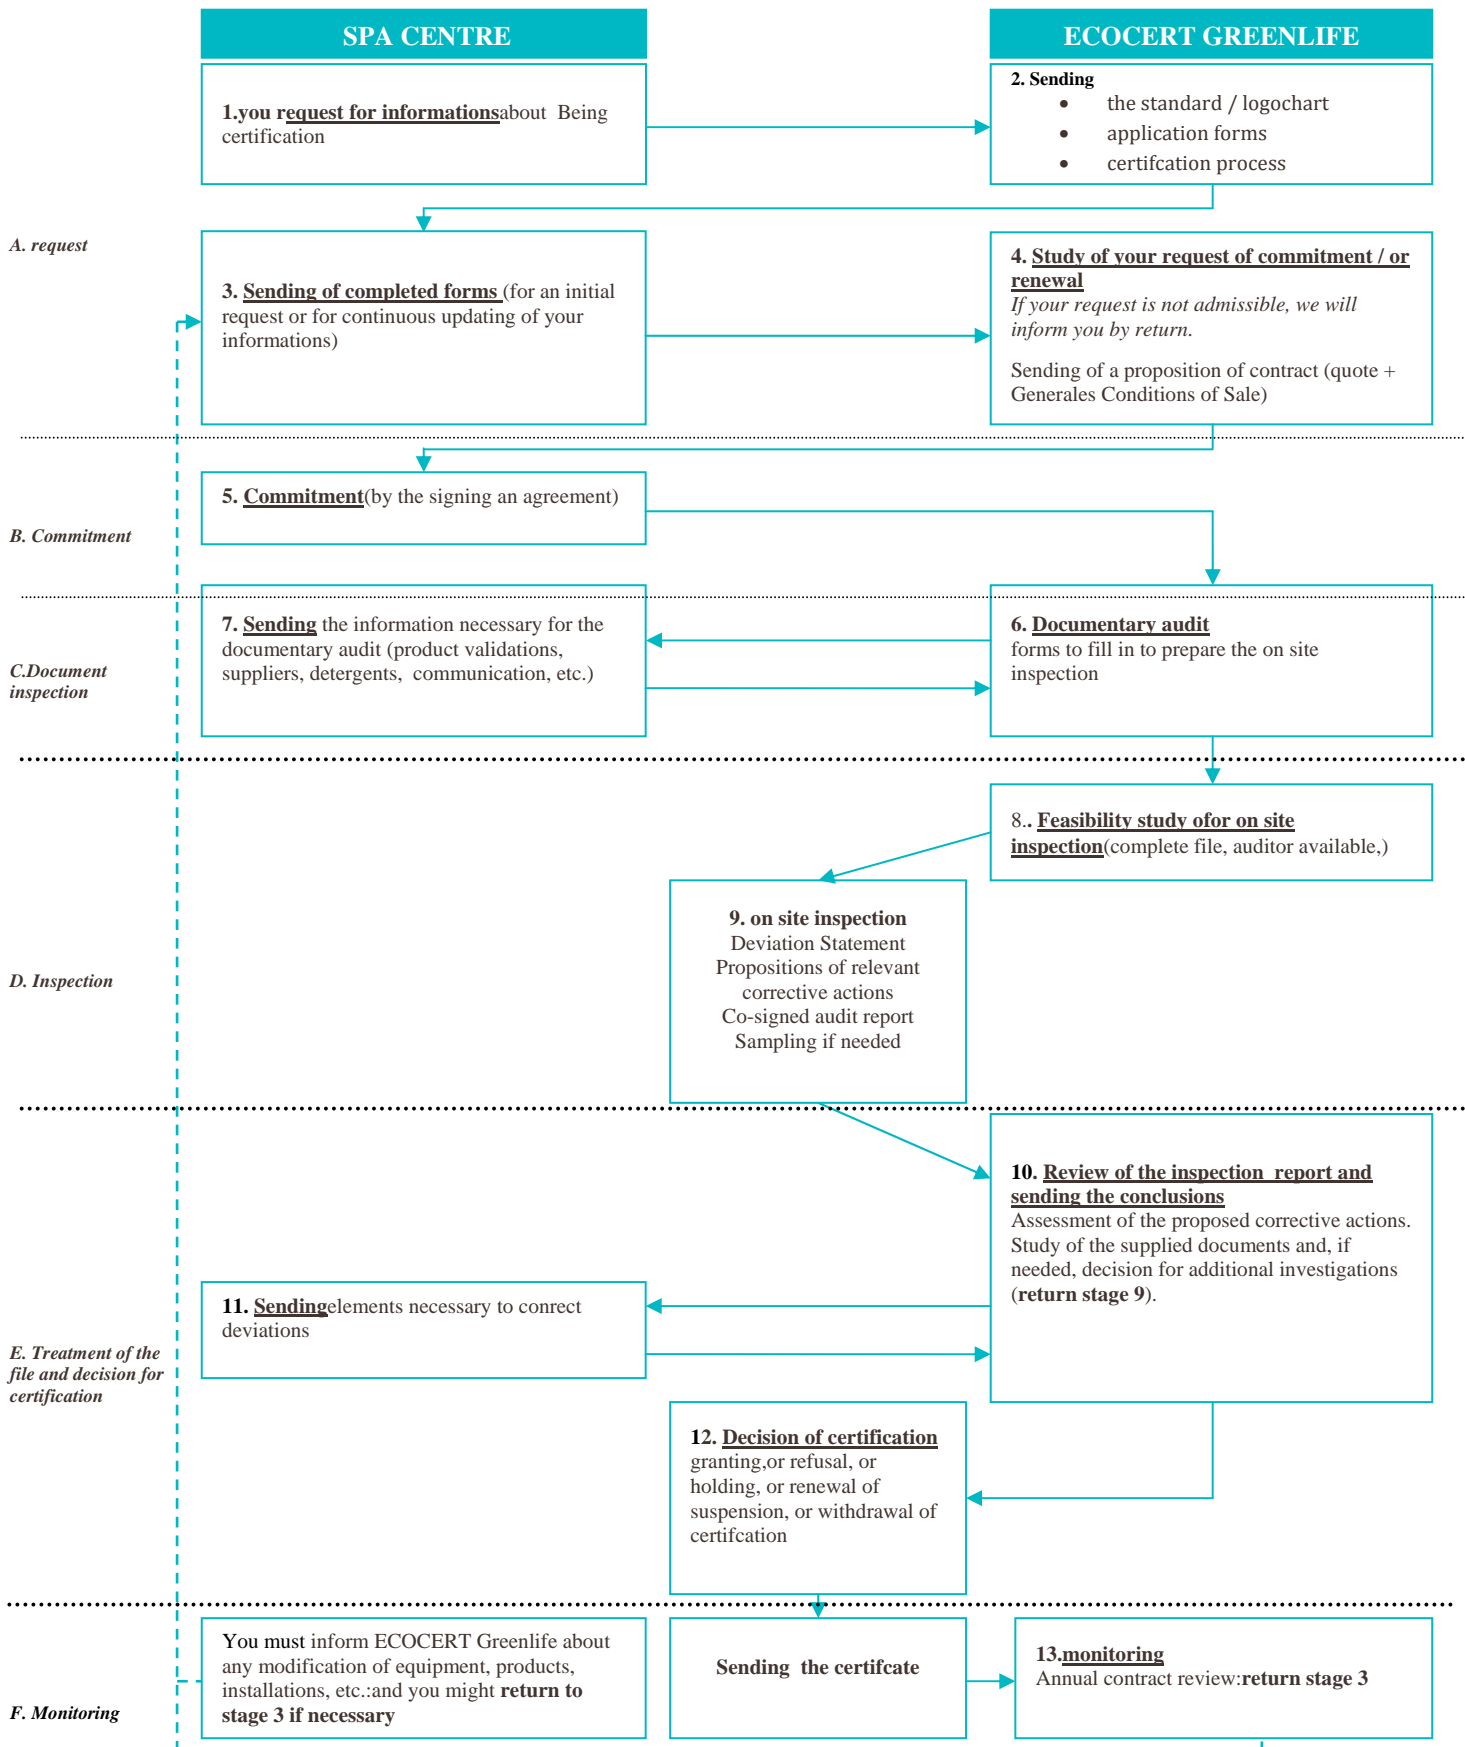 SPA CENTRE
ECOCERT GREENLIFE
1.you request for informationsabout  Being
certification
2. Sending
• the standard / logochart
• application forms
• certifcation process
A. request
3. Sending of completed forms (for an initial
request or for continuous updating of your
informations)
4. Study of your request of commitment / or
renewal
If your request is not admissible, we will
inform you by return.
Sending of a proposition of contract (quote +
Generales Conditions of Sale)
5. Commitment(by the signing an agreement)
B. Commitment
7. Sending the information necessary for the
documentary audit (product validations,
suppliers, detergents,  communication, etc.)
6. Documentary audit
forms to fill in to prepare the on site
inspection
C.Document
inspection
8.. Feasibility study ofor on site
inspection(complete file, auditor available,)
9. on site inspection
Deviation Statement
Propositions of relevant
corrective actions
Co-signed audit report
Sampling if needed
D. Inspection
10. Review of the inspection  report and
sending the conclusions
Assessment of the proposed corrective actions.
Study of the supplied documents and, if
needed, decision for additional investigations
(return stage 9).
11. Sendingelements necessary to conrect
deviations
E. Treatment of the
file and decision for
certification
12. Decision of certification
granting,or refusal, or
holding, or renewal of
suspension, or withdrawal of
certifcation
You must inform ECOCERT Greenlife about
any modification of equipment, products,
installations, etc.:and you might return to
stage 3 if necessary
Sending  the certifcate
13.monitoring
Annual contract review:return stage 3
F. Monitoring